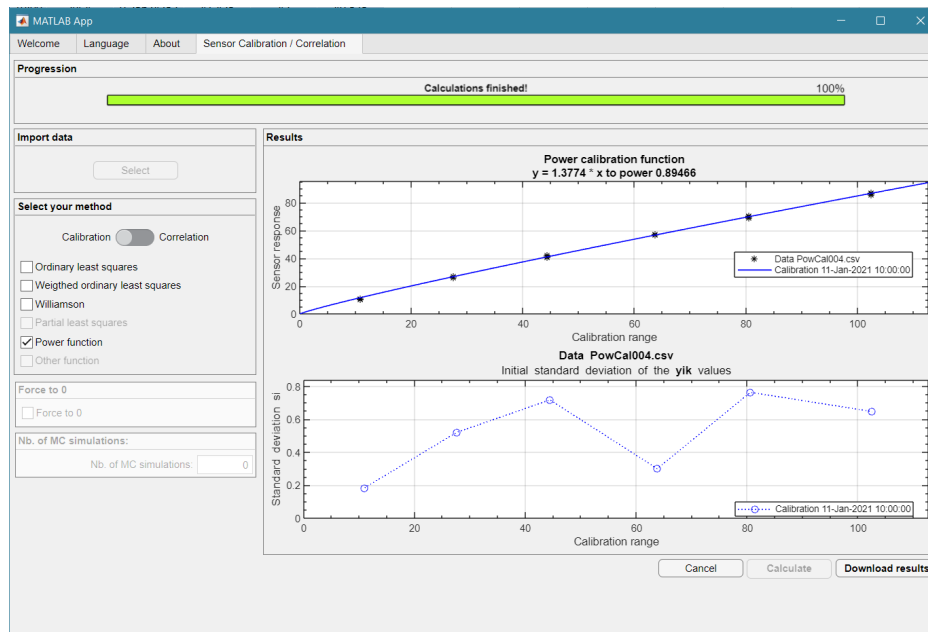 MATLAB App
Welcome Language About Sensor Calibration / Correlation
Progression
Calculations finished! 100%
Import data
Select
Select your method
Calibration Correlation
Ordinary least squares
Weigthed ordinary least squares
Williamson
Partial least squares
Power function
Other function
Force to 0
Force to 0
Nb. of MC simulations:
Nb. of MC simulations: 0
Results
Power calibration function
y = 1.3774 * x to power 0.89466
Sensor response
80
60
40
20
0
0 20 40 60 80 100
Calibration range
Data PowCal004.csv
Calibration 11-Jan-2021 10:00:00
Data PowCal004.csv
Initial standard deviation of the yik values
Standard deviation si
0.8
0.6
0.4
0.2
0
0 20 40 60 80 100
Calibration range
Calibration 11-Jan-2021 10:00:00
Cancel Calculate Download results